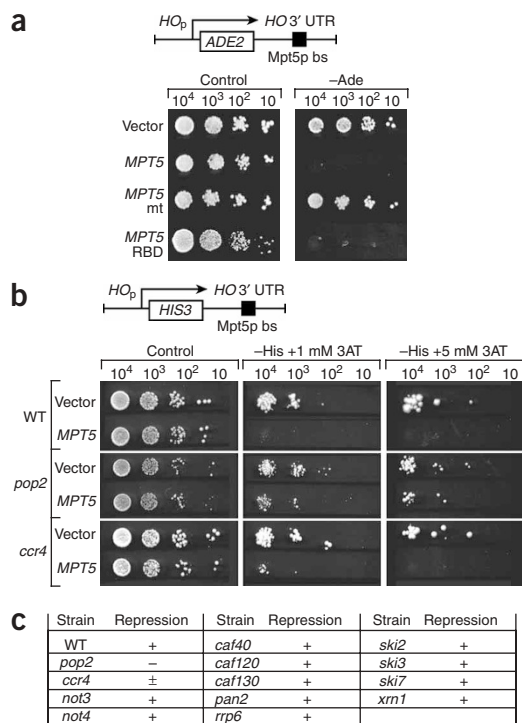 a
HOp HO 3′ UTR
ADE2
Mpt5p bs
Control –Ade
10⁴ 10³ 10² 10 10⁴ 10³ 10² 10
Vector
MPT5
MPT5 mt
MPT5 RBD
b
HOp HO 3′ UTR
HIS3
Mpt5p bs
Control –His +1 mM 3AT –His +5 mM 3AT
10⁴ 10³ 10² 10 10⁴ 10³ 10² 10 10⁴ 10³ 10² 10
WT
Vector
MPT5
pop2
Vector
MPT5
ccr4
Vector
MPT5
c
Strain Repression Strain Repression Strain Repression
WT + caf40 + ski2 +
pop2 – caf120 + ski3 +
ccr4 ± caf130 + ski7 +
not3 + pan2 + xrn1 +
not4 + rrp6 +